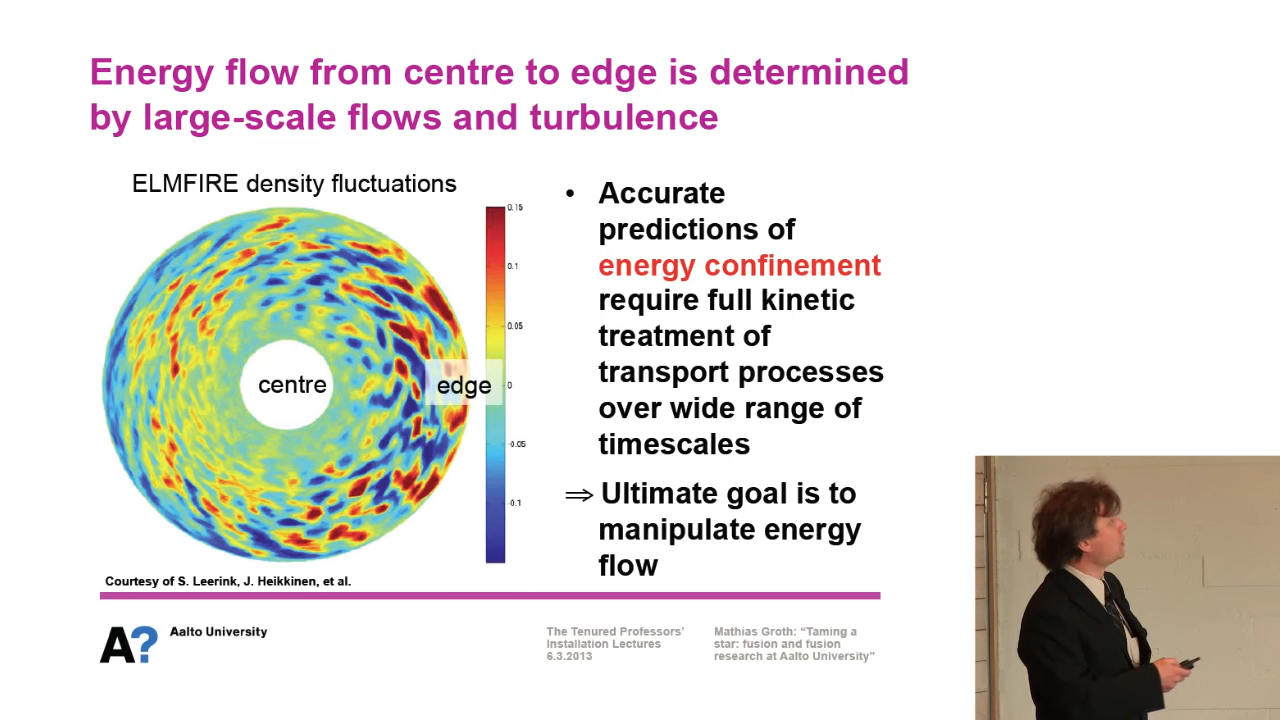 Energy flow from centre to edge is determined
by large-scale flows and turbulence
ELMFIRE density fluctuations
0.15
0.1
0.05
0
-0.05
-0.1
centre
edge
• Accurate
predictions of
energy confinement
require full kinetic
treatment of
transport processes
over wide range of
timescales
⇒ Ultimate goal is to
manipulate energy
flow
Courtesy of S. Leerink, J. Heikkinen, et al.
A?
Aalto University
The Tenured Professors'
Installation Lectures
6.3.2013
Mathias Groth: “Taming a
star: fusion and fusion
research at Aalto University”